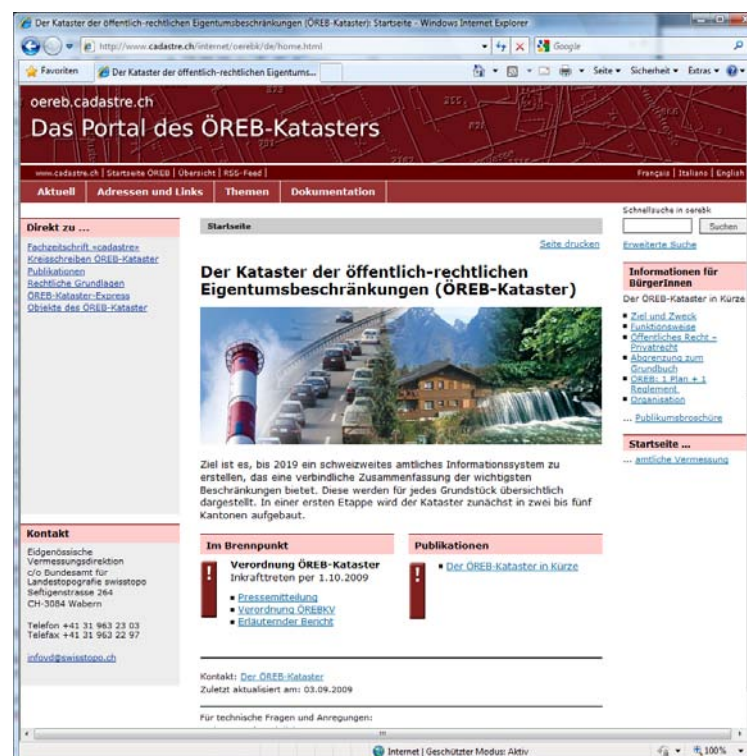 Der Kataster der öffentlich-rechtlichen Eigentumsbeschränkungen (ÖREB-Kataster): Startseite - Windows Internet Explorer
http://www.cadastre.ch/internet/oerebk/de/home.html
Google
Favoriten
Der Kataster der öffentlich-rechtlichen Eigentums...
Seite
Sicherheit
Extras
oereb.cadastre.ch
Das Portal des ÖREB-Katasters
www.cadastre.ch | Startseite ÖREB | Übersicht | RSS-Feed |
Français | Italiano | English
Aktuell
Adressen und Links
Themen
Dokumentation
Direkt zu ...
Fachzeitschrift «cadastre»
Kreisschreiben ÖREB-Kataster
Publikationen
Rechtliche Grundlagen
ÖREB-Kataster-Express
Objekte des ÖREB-Kataster
Kontakt
Eidgenössische
Vermessungsdirektion
c/o Bundesamt für
Landestopografie swisstopo
Seftigenstrasse 264
CH-3084 Wabern
Telefon +41 31 963 23 03
Telefax +41 31 963 22 97
infovd@swisstopo.ch
Startseite
Seite drucken
Der Kataster der öffentlich-rechtlichen
Eigentumsbeschränkungen (ÖREB-Kataster)
Ziel ist es, bis 2019 ein schweizweites amtliches Informationssystem zu
erstellen, das eine verbindliche Zusammenfassung der wichtigsten
Beschränkungen bietet. Diese werden für jedes Grundstück übersichtlich
dargestellt. In einer ersten Etappe wird der Kataster zunächst in zwei bis fünf
Kantonen aufgebaut.
Im Brennpunkt
Verordnung ÖREB-Kataster
Inkrafttreten per 1.10.2009
Pressemitteilung
Verordnung ÖREBKV
Erläuternder Bericht
Publikationen
Der ÖREB-Kataster in Kürze
Kontakt: Der ÖREB-Kataster
Zuletzt aktualisiert am: 03.09.2009
Für technische Fragen und Anregungen:
Schnellsuche in oerebk
Suchen
Erweiterte Suche
Informationen für
BürgerInnen
Der ÖREB-Kataster in Kürze
Ziel und Zweck
Funktionsweise
Öffentliches Recht –
Privatrecht
Abgrenzung zum
Grundbuch
ÖREB: 1 Plan + 1
Reglement.
Organisation
... Publikumsbroschüre
Startseite ...
... amtliche Vermessung
Internet | Geschützter Modus: Aktiv
100%